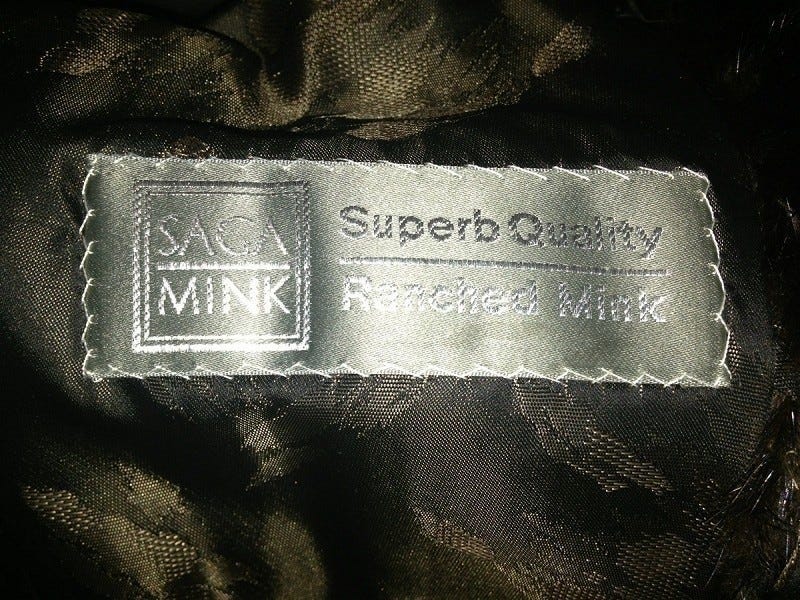 SAGA
MINK
Superb Quality
Ranched Mink